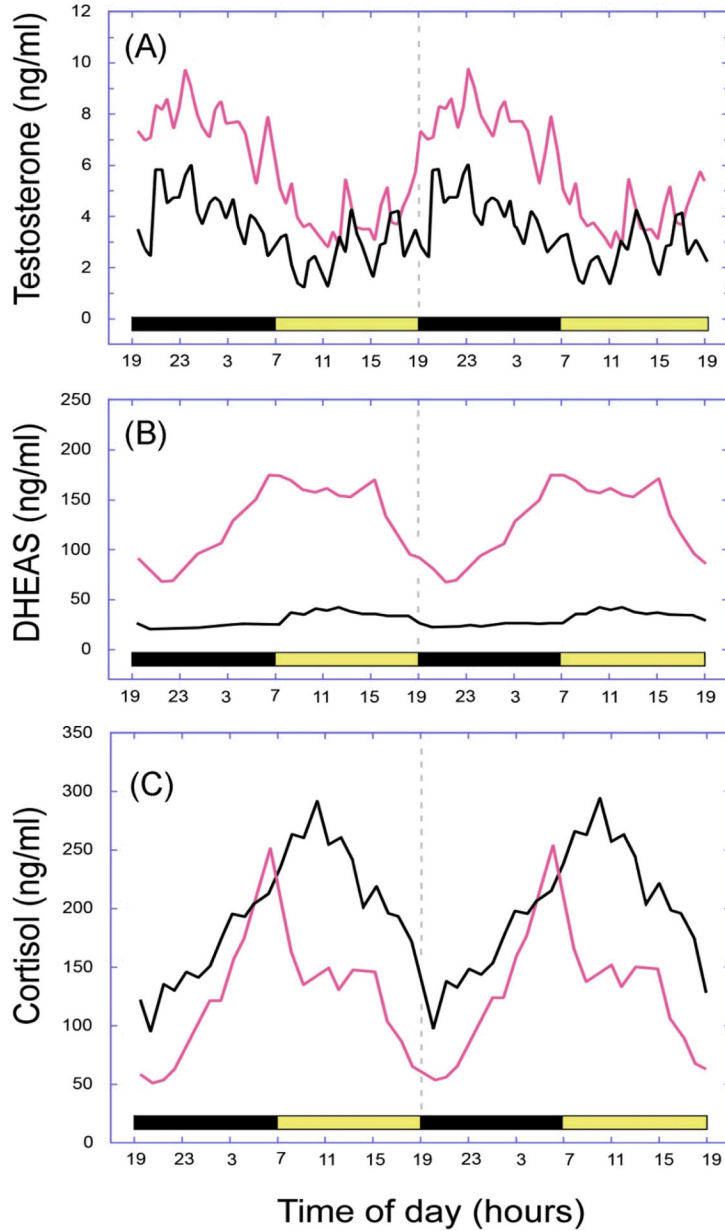 12
10
8
6
4
2
0
Testosterone (ng/ml)
(A)
19 23 3 7 11 15 19 23 3 7 11 15 19
250
200
150
100
50
0
DHEAS (ng/ml)
(B)
19 23 3 7 11 15 19 23 3 7 11 15 19
350
300
250
200
150
100
50
0
Cortisol (ng/ml)
(C)
19 23 3 7 11 15 19 23 3 7 11 15 19
Time of day (hours)